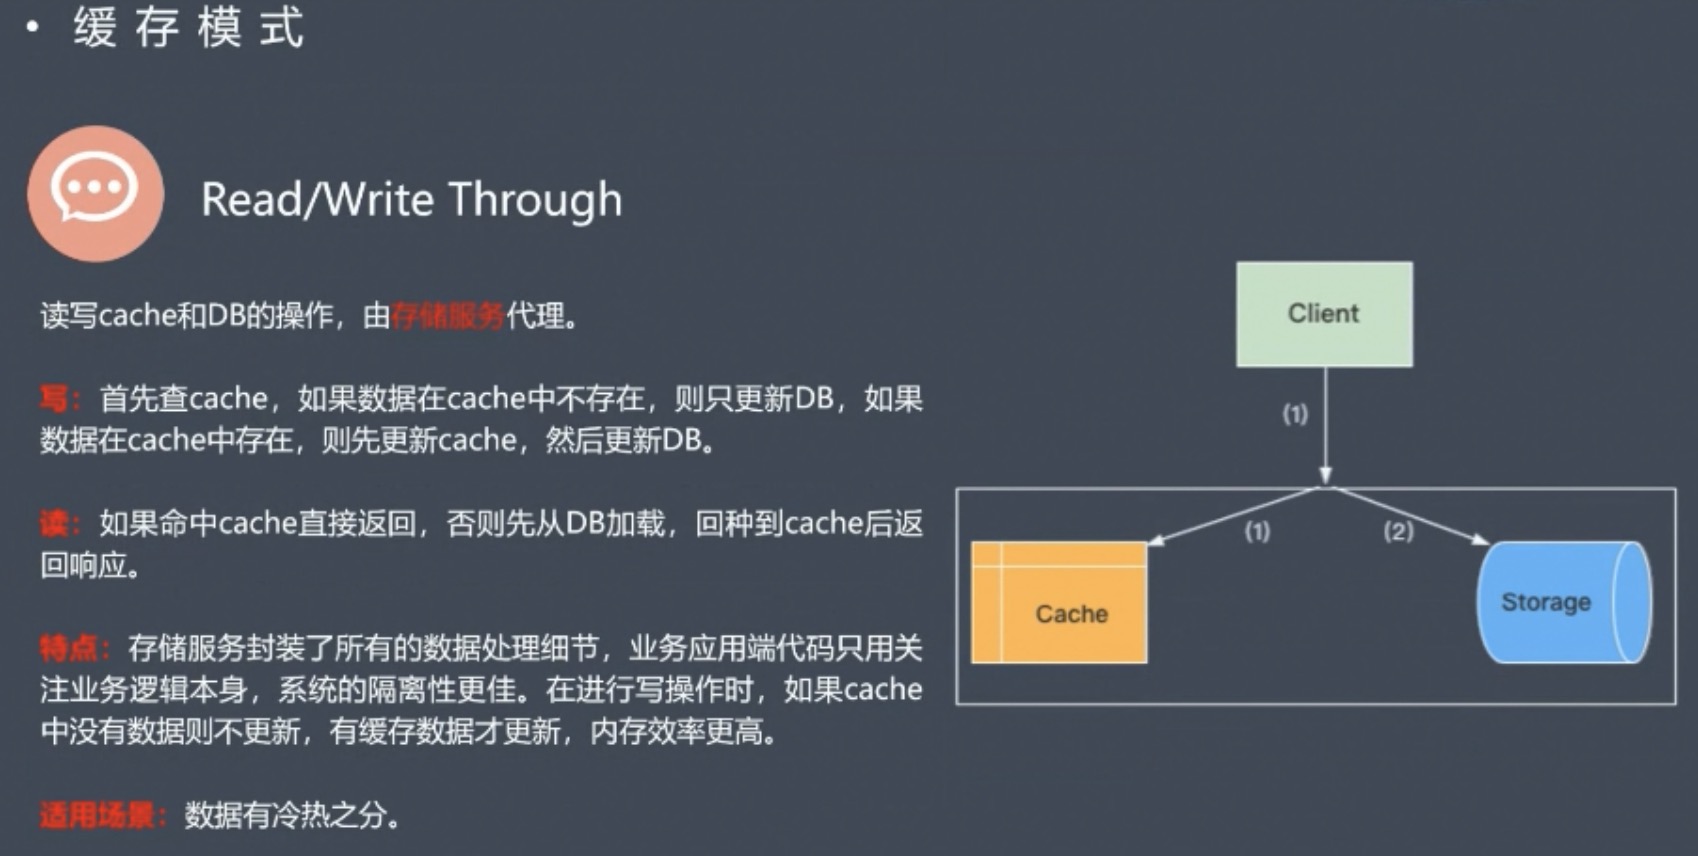 • 缓存模式
Read/Write Through
读写cache和DB的操作，由存储服务代理。
写：首先查cache，如果数据在cache中不存在，则只更新DB，如果
数据在cache中存在，则先更新cache，然后更新DB。
读：如果命中cache直接返回，否则先从DB加载，回种到cache后返
回响应。
特点：存储服务封装了所有的数据处理细节，业务应用端代码只用关
注业务逻辑本身，系统的隔离性更佳。在进行写操作时，如果cache
中没有数据则不更新，有缓存数据才更新，内存效率更高。
适用场景：数据有冷热之分。
Client
(1)
(1)
(2)
Cache
Storage